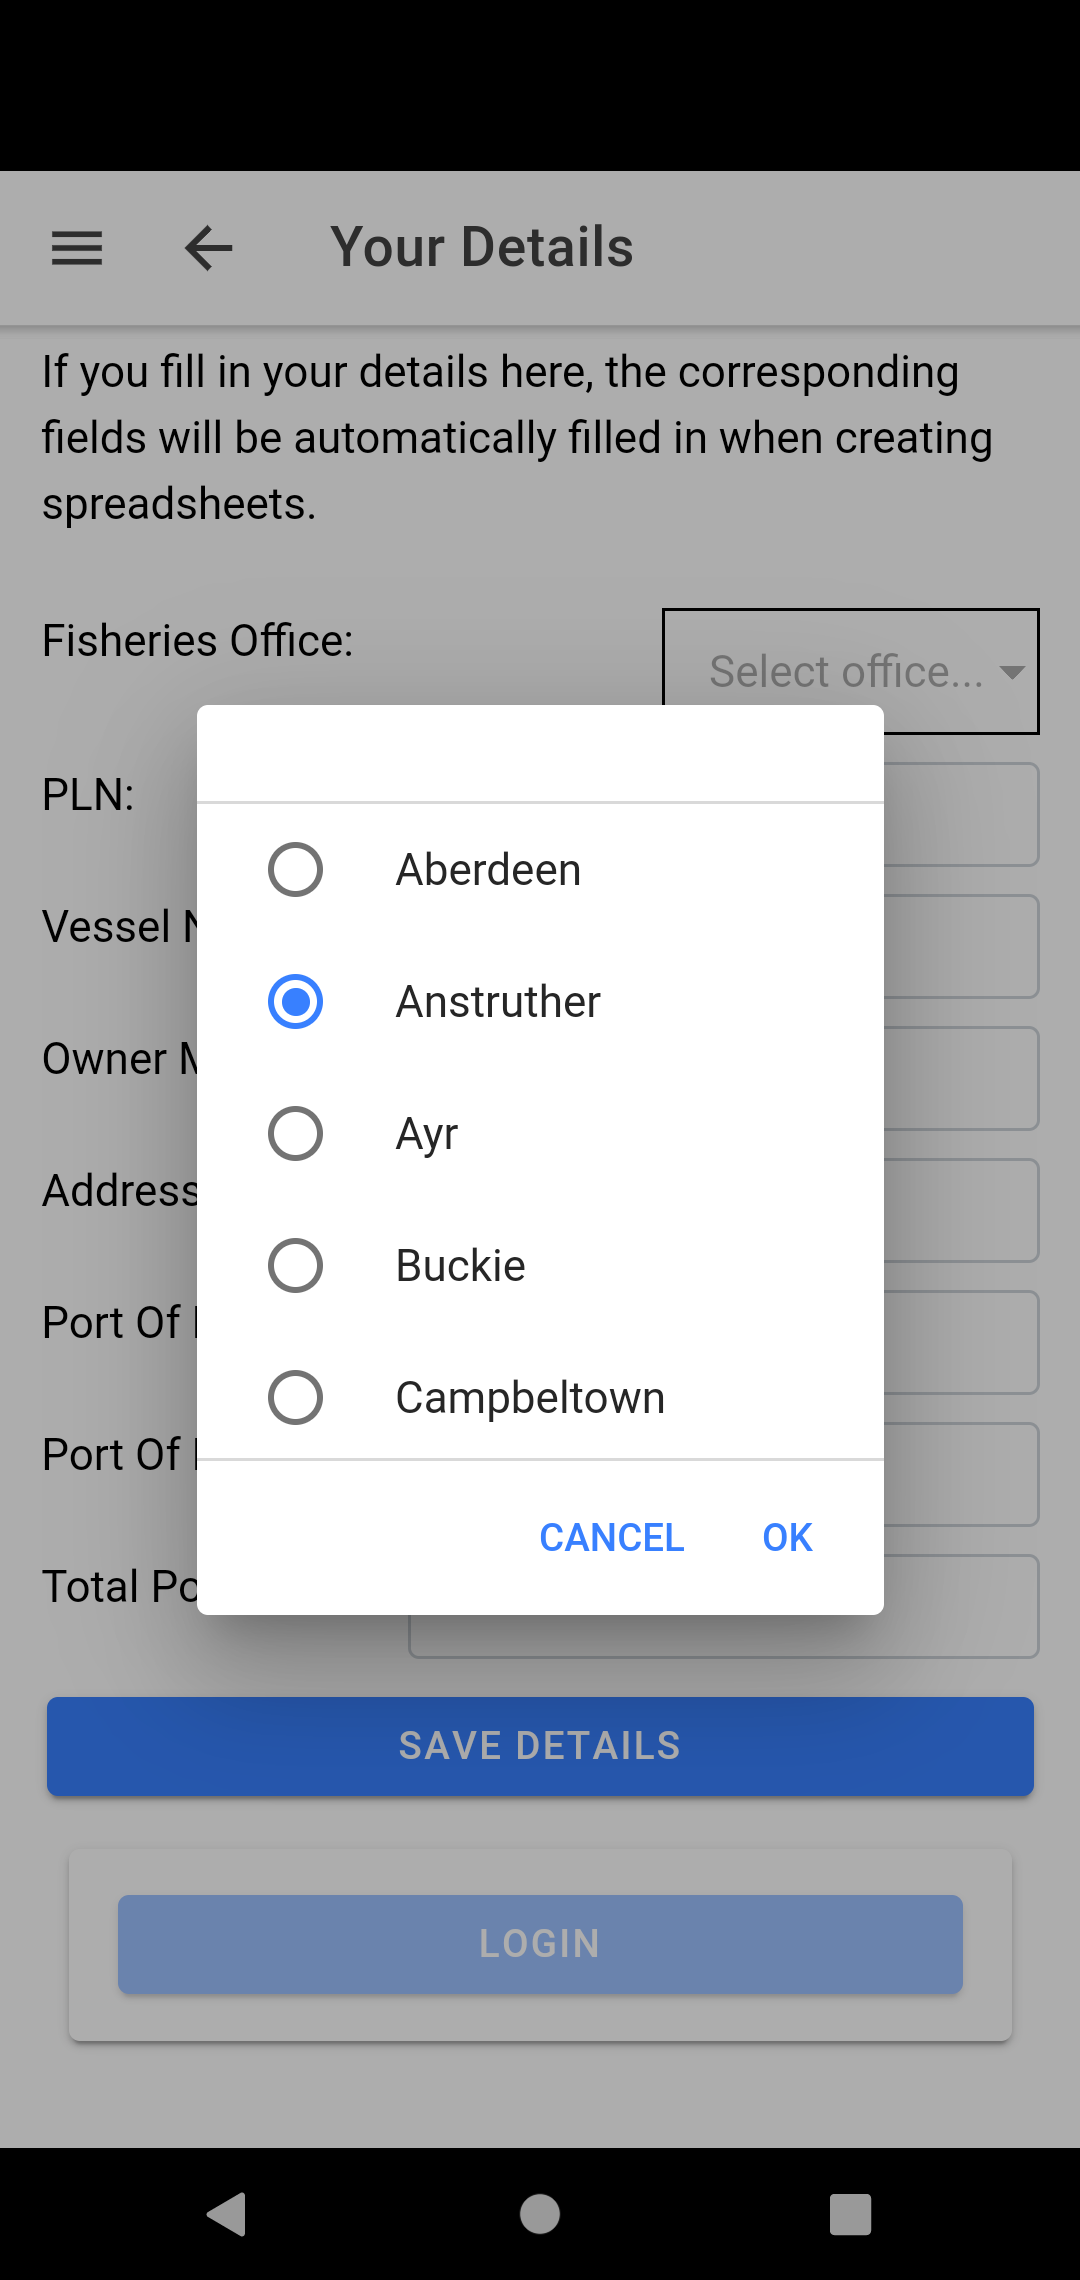 Your Details
If you fill in your details here, the corresponding
fields will be automatically filled in when creating
spreadsheets.
Fisheries Office:
Select office...
PLN:
Vessel
Owner
Address
Port Of
Port Of
Total
Aberdeen
Anstruther
Ayr
Buckie
Campbeltown
CANCEL OK
SAVE DETAILS
LOGIN